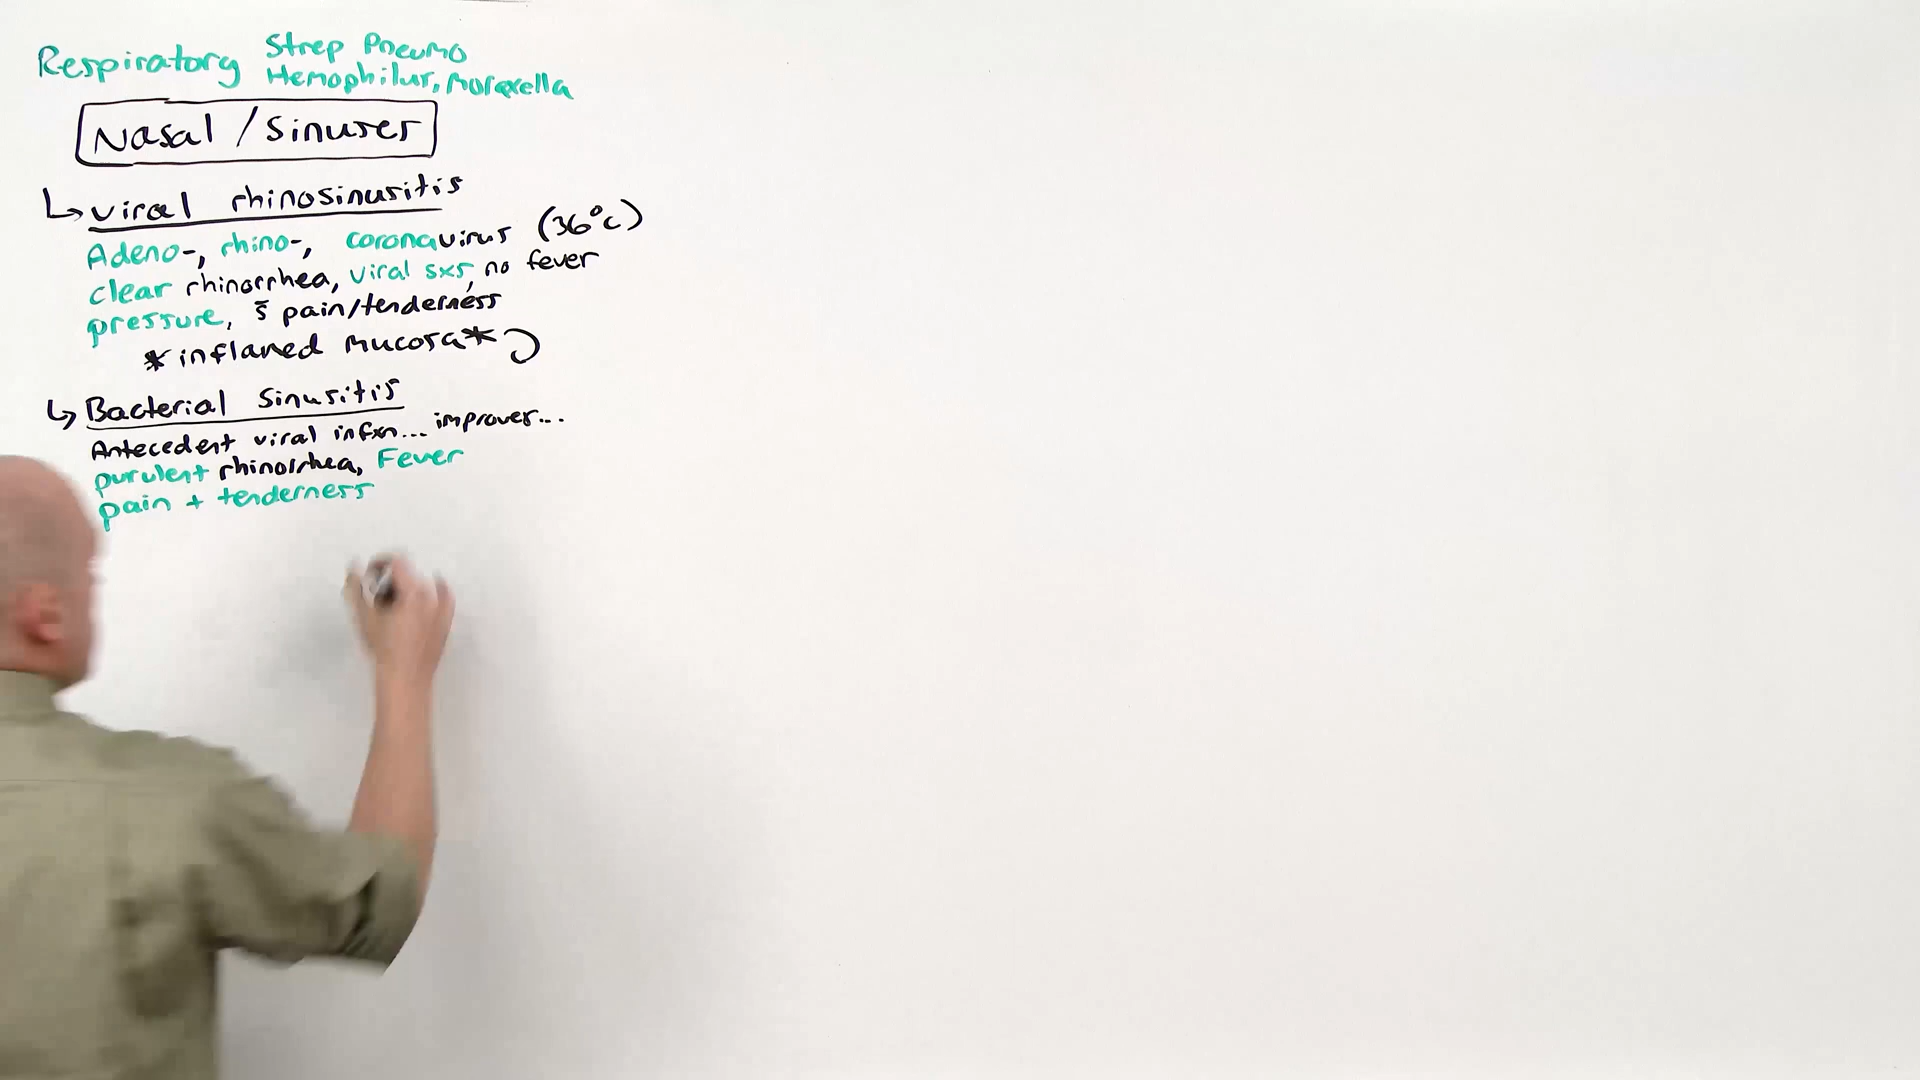 Respiratory Strep Pneumo
Hemophilus, Moraxella
Nasal / Sinuses
↳ Viral rhinosinusitis
Adeno-, rhino-, coronavirus (36°C)
clear rhinorrhea, viral sxs, no fever
pressure, s̄ pain/tenderness
*inflamed mucosa*
↳ Bacterial Sinusitis
Antecedent viral infxn... improves...
purulent rhinorrhea, Fever
pain + tenderness